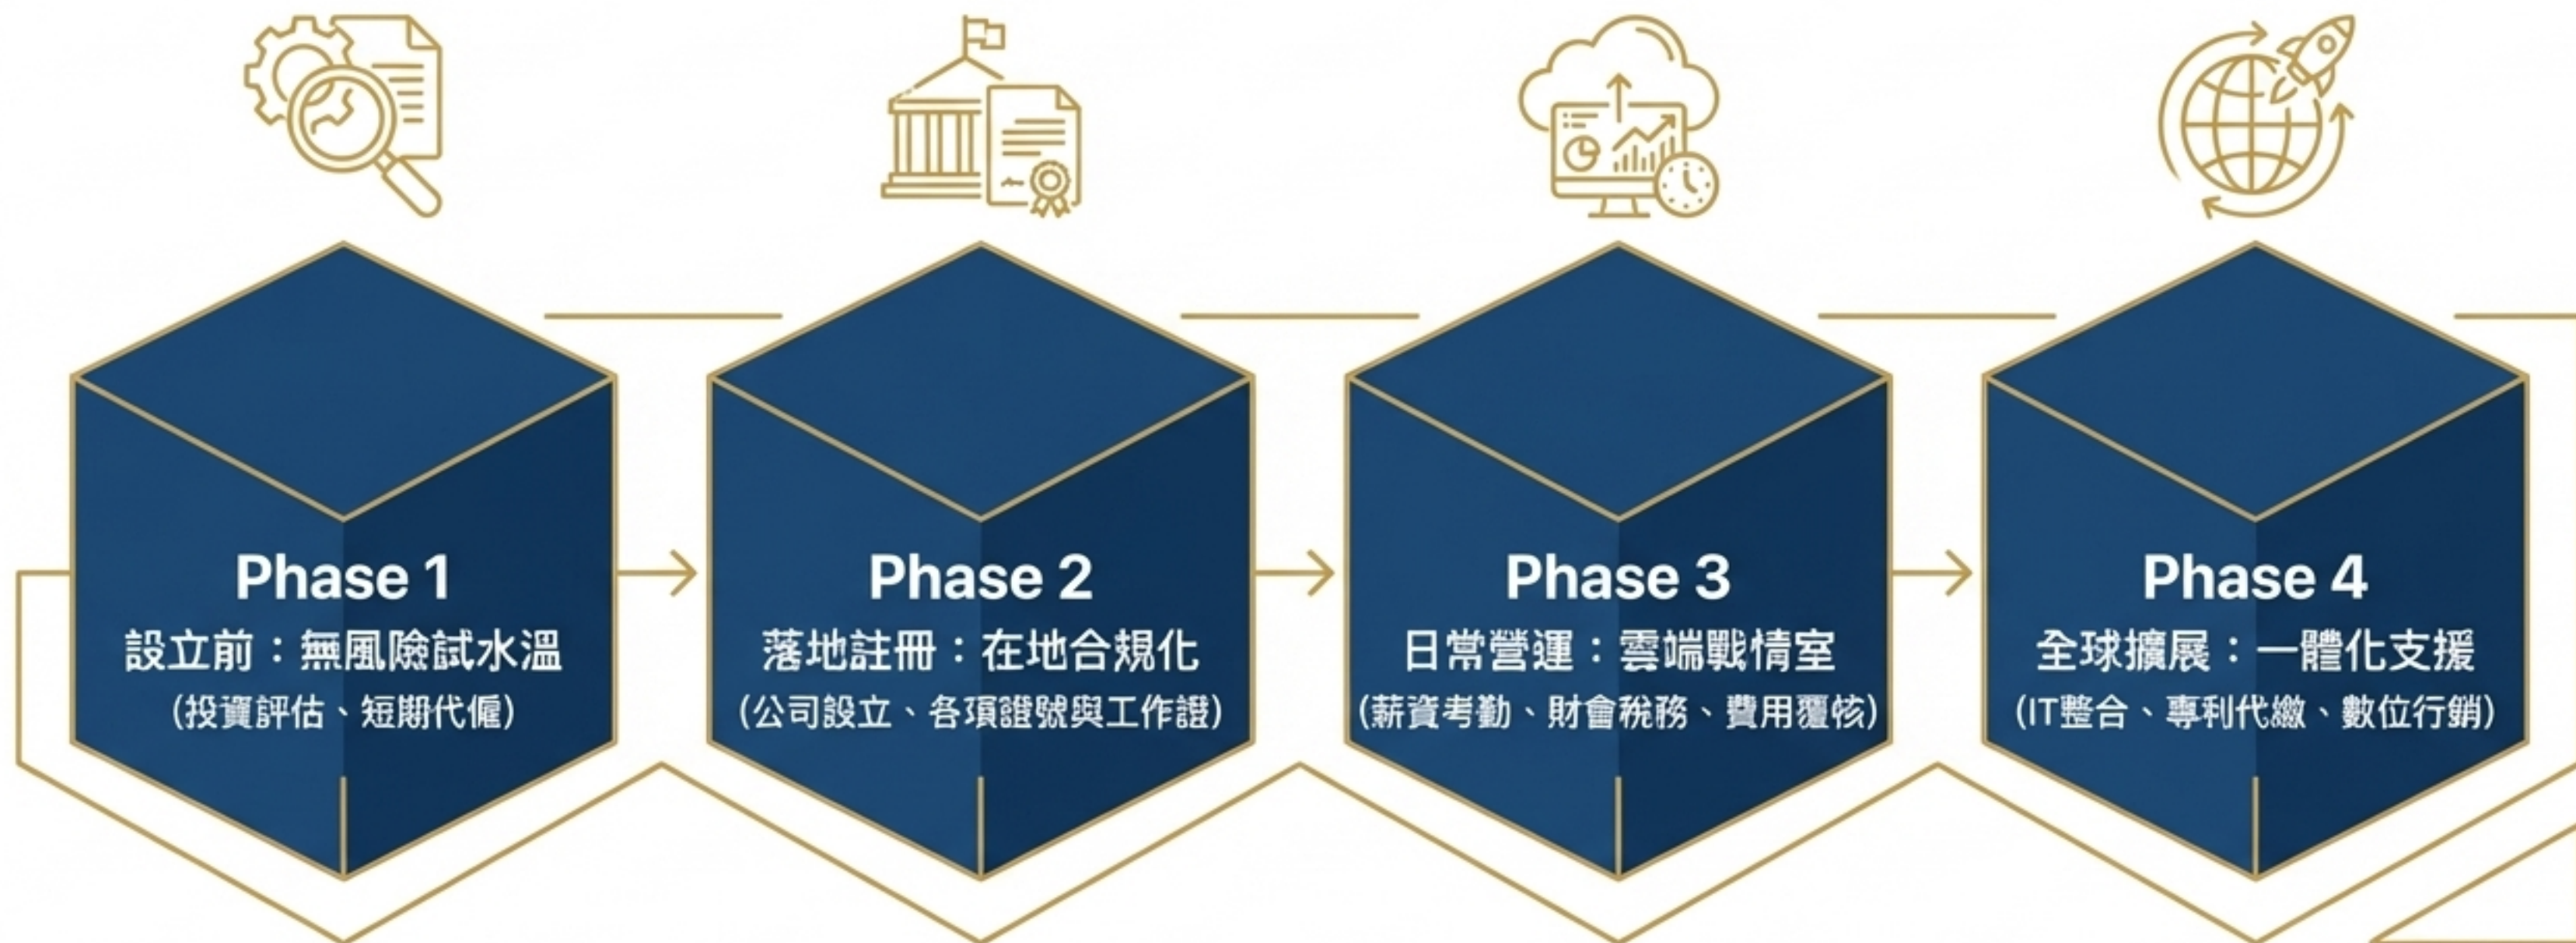 Phase 1
設立前：無風險試水溫
(投資評估、短期代僱)
Phase 2
落地註冊：在地合規化
(公司設立、各項證號與工作證)
Phase 3
日常營運：雲端戰情室
(薪資考勤、財會稅務、費用覆核)
Phase 4
全球擴展：一體化支援
(IT整合、專利代繳、數位行銷)